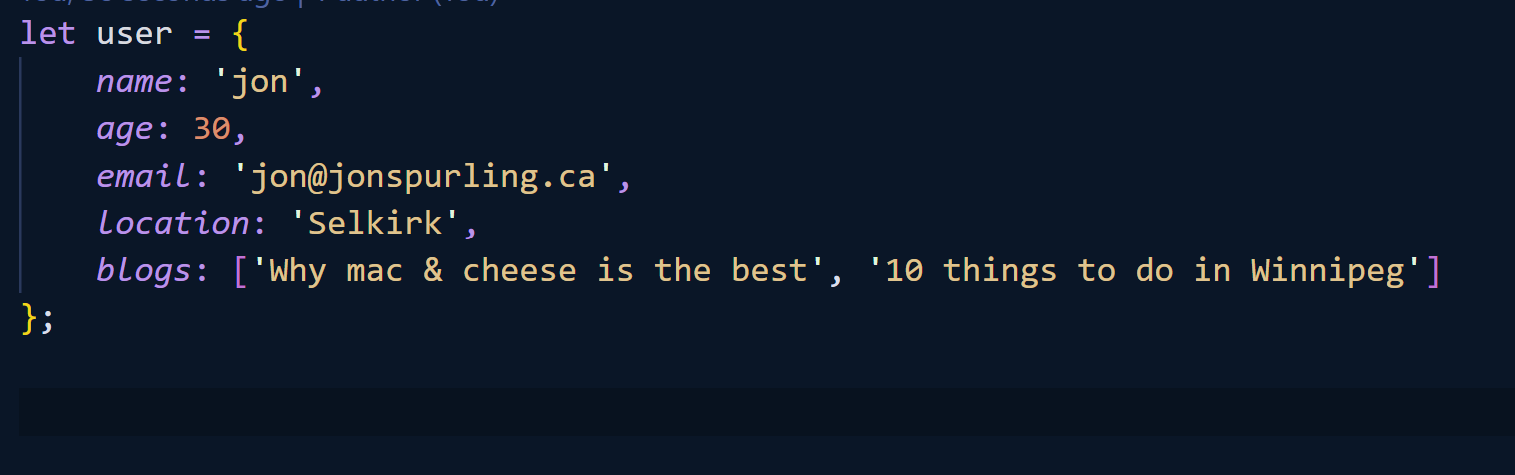 let user = {
    name: 'jon',
    age: 30,
    email: 'jon@jonspurling.ca',
    location: 'Selkirk',
    blogs: ['Why mac & cheese is the best', '10 things to do in Winnipeg']
};